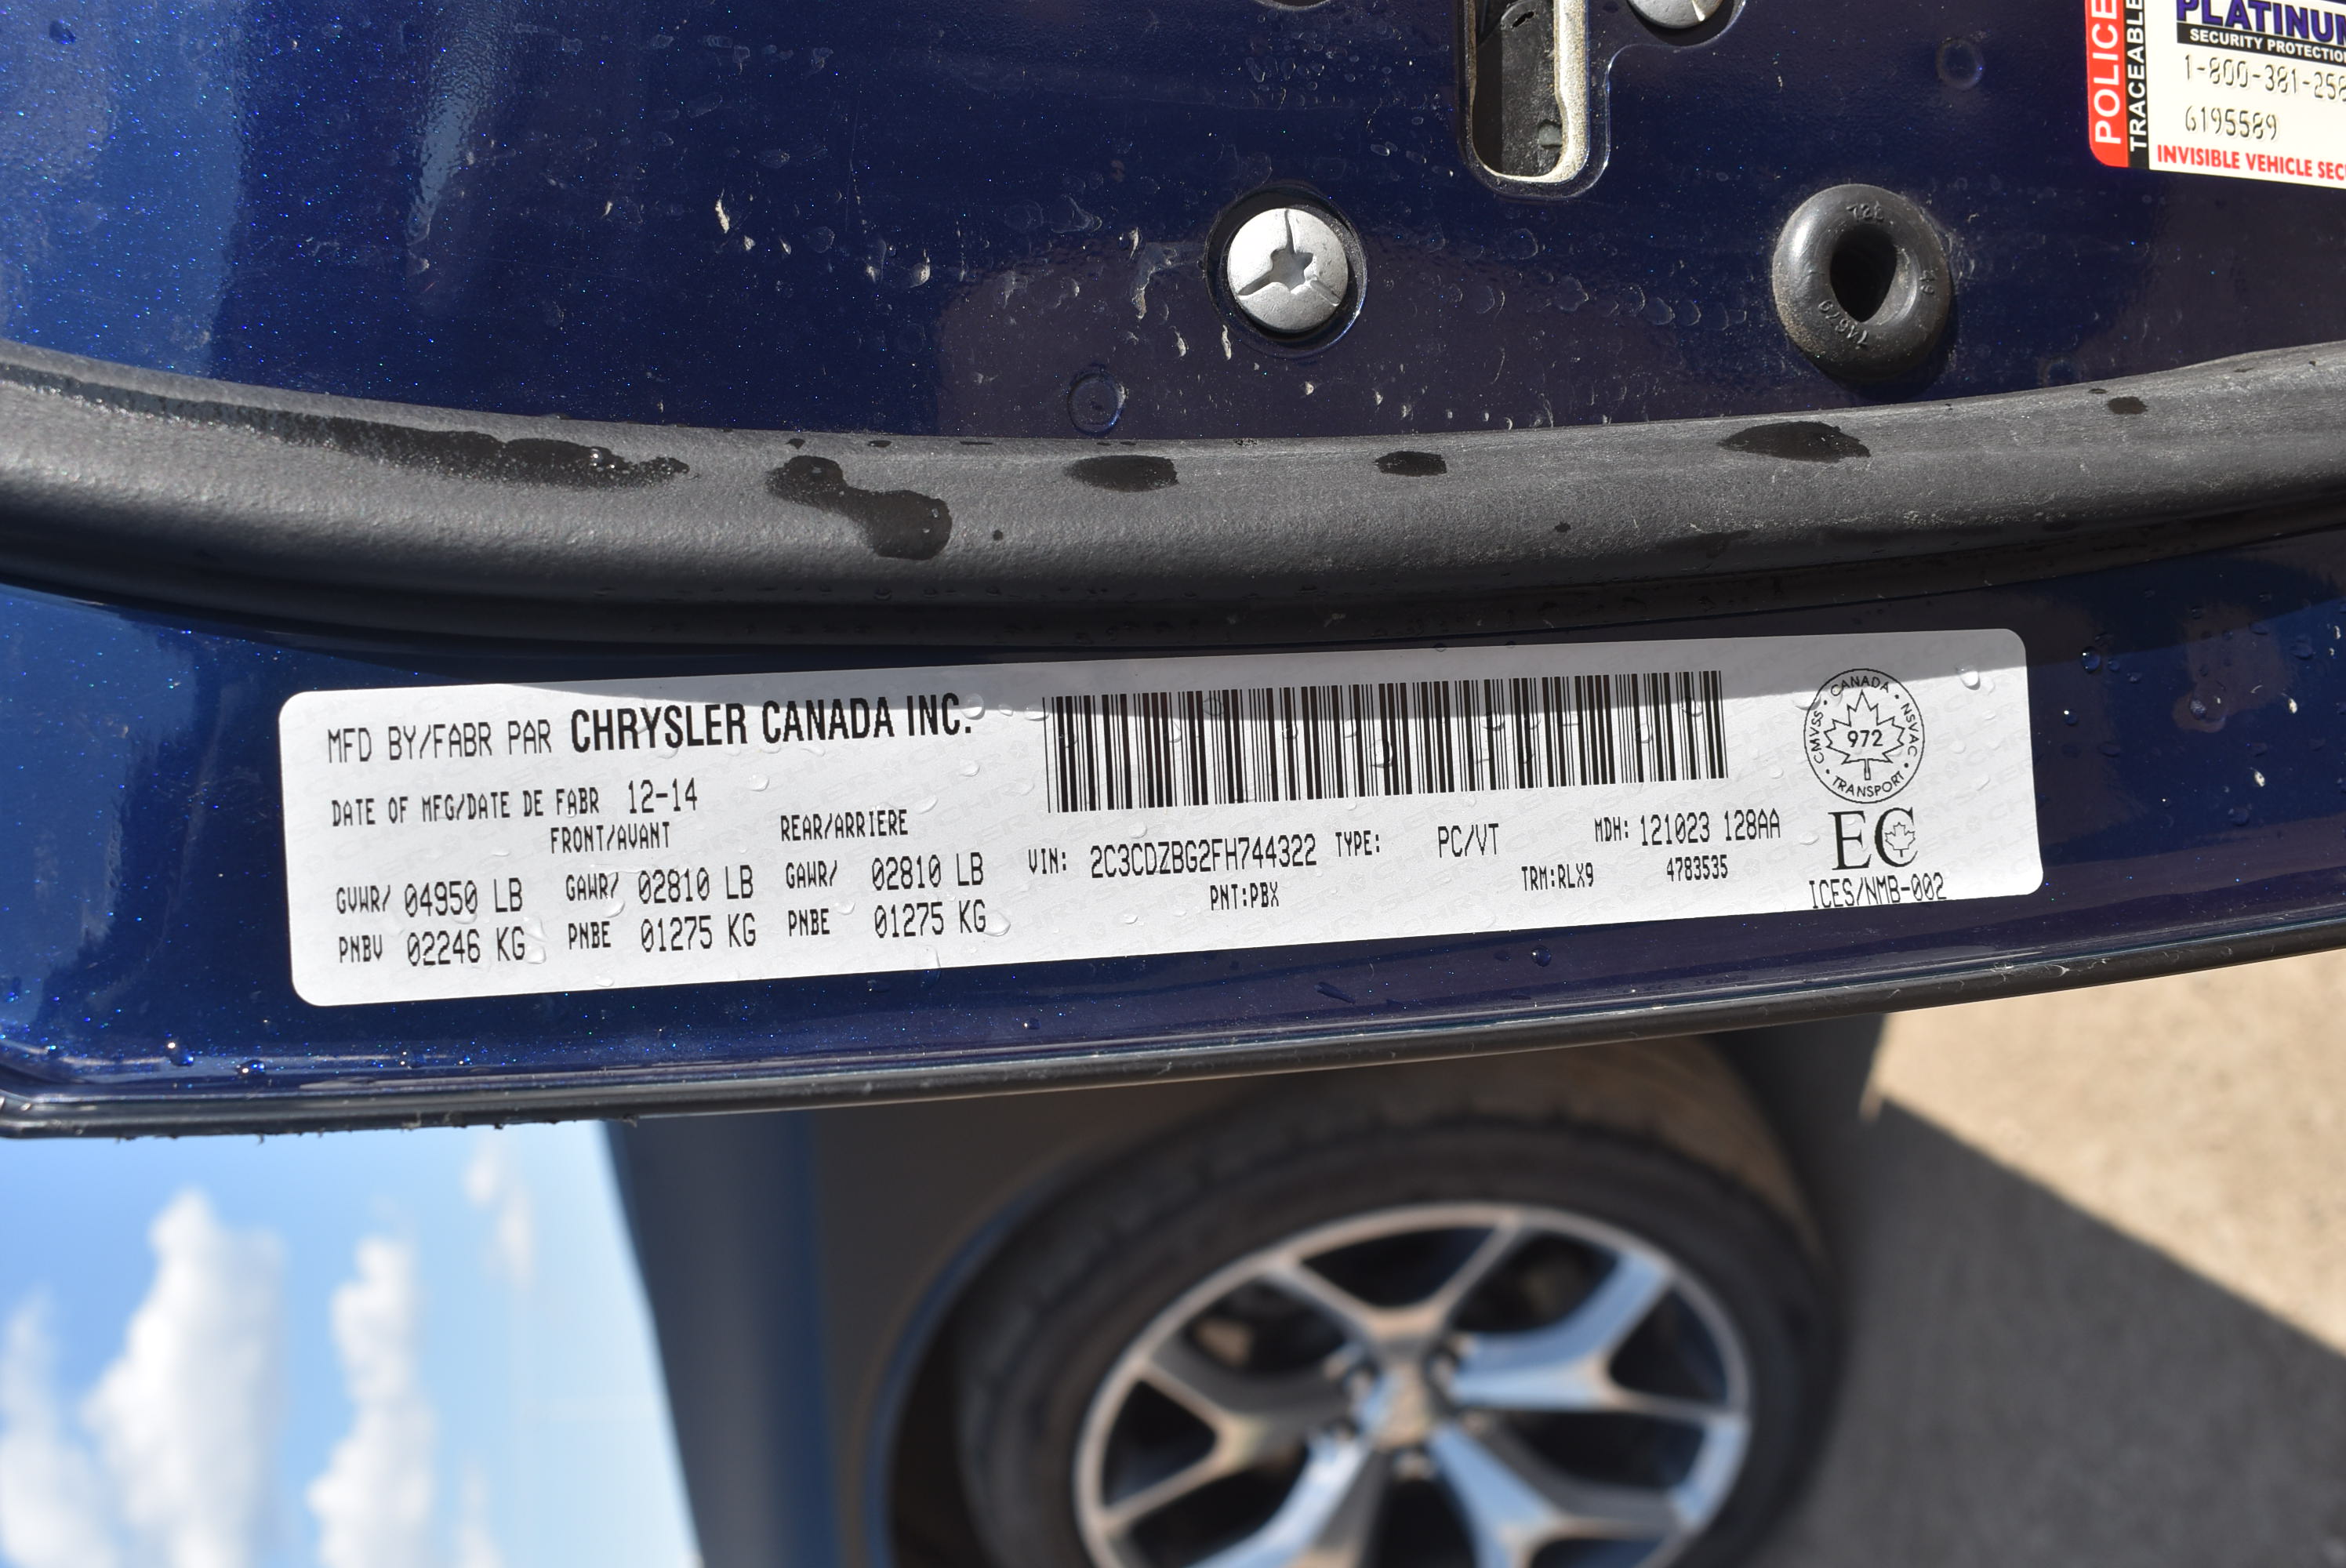 POLICE
TRACEABLE
PLATINUM
SECURITY PROTECTION
1-800-381-258
6195589
INVISIBLE VEHICLE SEC
MFD BY/FABR PAR CHRYSLER CANADA INC.
DATE OF MFG/DATE DE FABR 12-14
FRONT/AVANT REAR/ARRIERE
GVWR/ 04950 LB GAWR/ 02810 LB GAWR/ 02810 LB
PNBV 02246 KG PNBE 01275 KG PNBE 01275 KG
VIN: 2C3CDZBG2FH744322 TYPE: PC/VT MDH: 121023 128AA
PNT:PBX TRM:RLX9 4783535
CANADA
CMVSS 972 NSVAC
TRANSPORT
EC
ICES/NMB-002